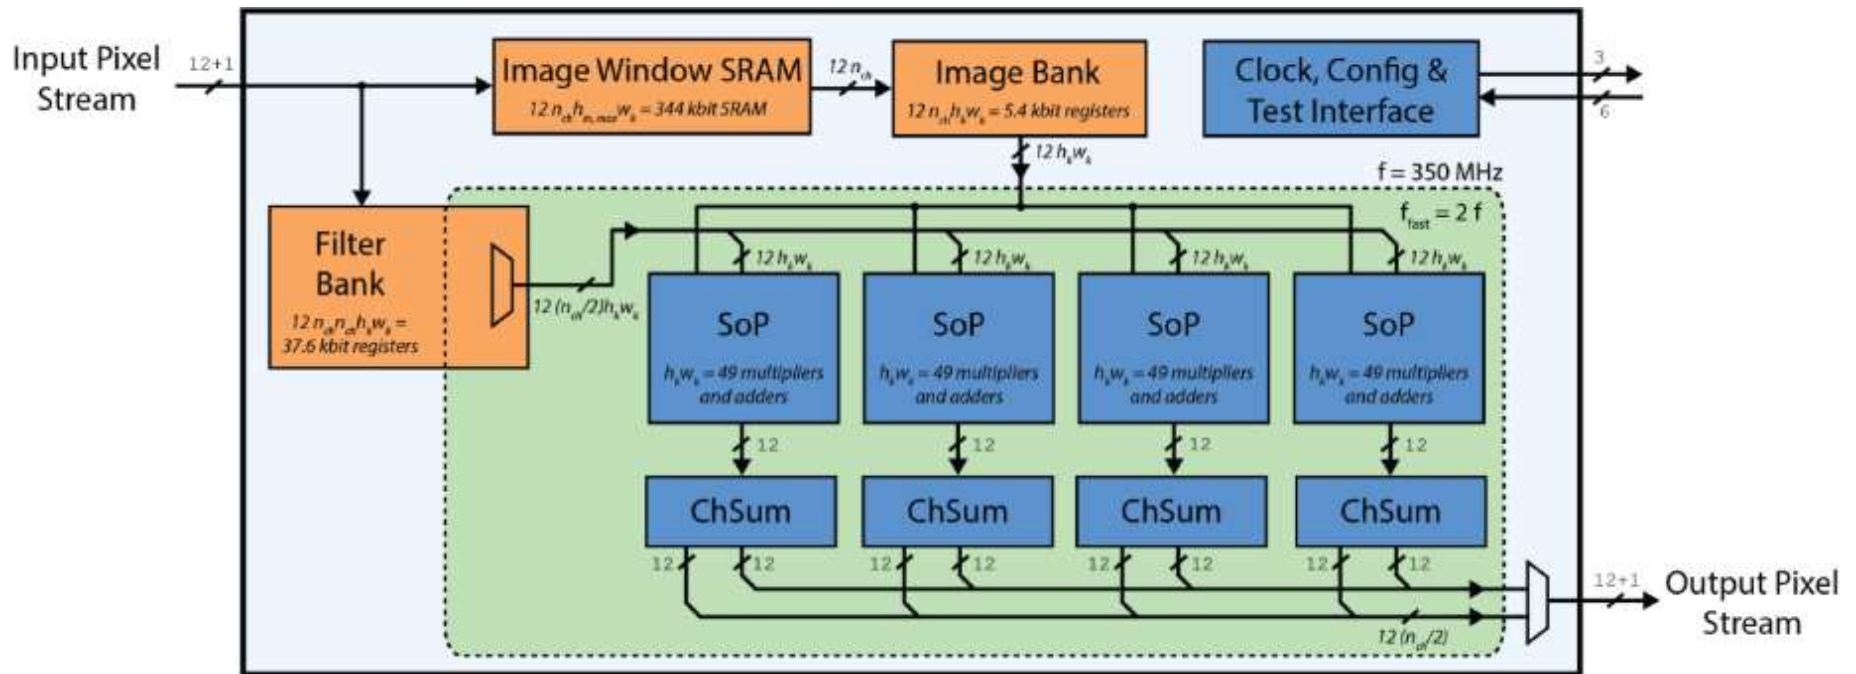 Input Pixel
Stream
12+1
Image Window SRAM
12 n_ch h_in,max w_k = 344 kbit SRAM
12 n_ch
Image Bank
12 n_ch h_k w_k = 5.4 kbit registers
12 h_k w_k
Clock, Config &
Test Interface
3
6
f = 350 MHz
f_fast = 2 f
Filter
Bank
12 n_ch n_ch h_k w_k =
37.6 kbit registers
12 (n_ch/2) h_k w_k
12 h_k w_k
12 h_k w_k
12 h_k w_k
12 h_k w_k
SoP
h_k w_k = 49 multipliers
and adders
SoP
h_k w_k = 49 multipliers
and adders
SoP
h_k w_k = 49 multipliers
and adders
SoP
h_k w_k = 49 multipliers
and adders
12
12
12
12
ChSum
ChSum
ChSum
ChSum
12
12
12
12
12
12
12
12
12 (n_ch/2)
12+1
Output Pixel
Stream